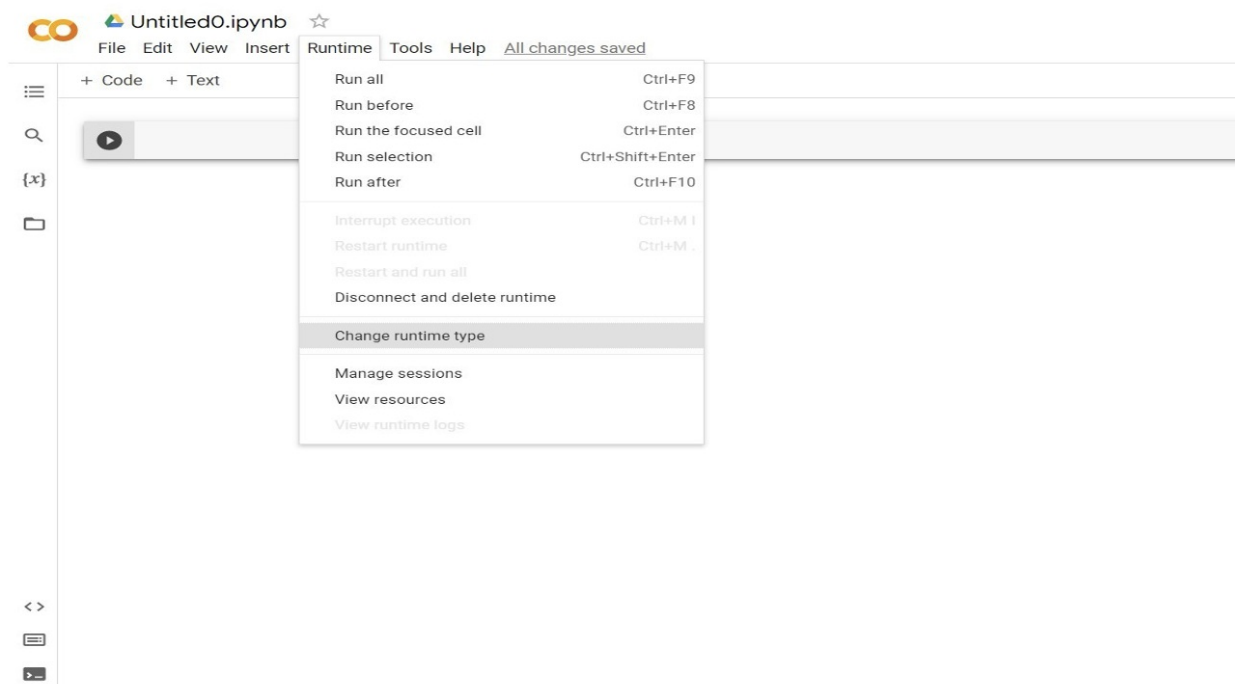 CO Untitled0.ipynb
File Edit View Insert Runtime Tools Help All changes saved
+ Code + Text
Run all Ctrl+F9
Run before Ctrl+F8
Run the focused cell Ctrl+Enter
Run selection Ctrl+Shift+Enter
Run after Ctrl+F10
{x}
Interrupt execution Ctrl+M I
Restart runtime Ctrl+M .
Restart and run all
Disconnect and delete runtime
Change runtime type
Manage sessions
View resources
View runtime logs